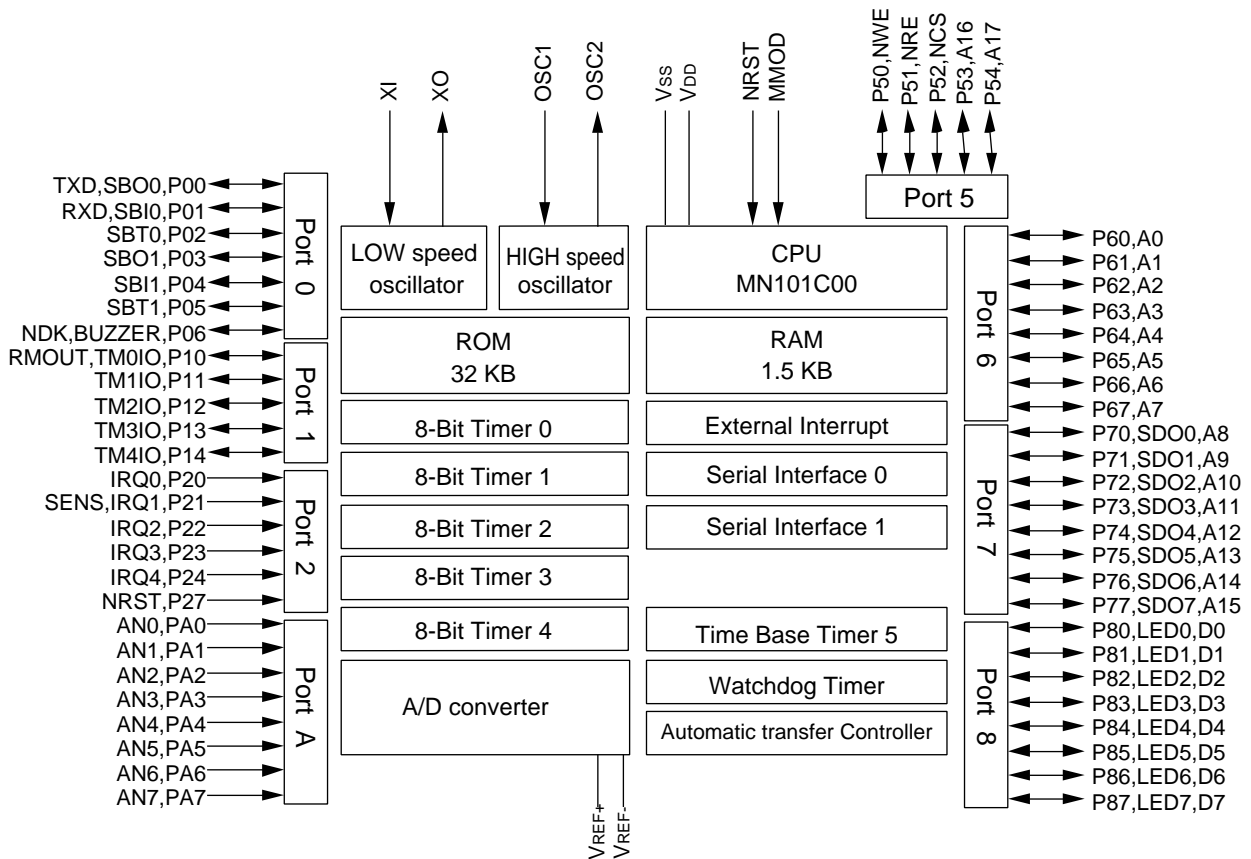 XI
XO
OSC1
OSC2
VSS
VDD
NRST
MMOD
P50,NWE
P51,NRE
P52,NCS
P53,A16
P54,A17
Port 5
TXD,SBO0,P00
RXD,SBI0,P01
SBT0,P02
SBO1,P03
SBI1,P04
SBT1,P05
NDK,BUZZER,P06
Port 0
RMOUT,TM0IO,P10
TM1IO,P11
TM2IO,P12
TM3IO,P13
TM4IO,P14
Port 1
IRQ0,P20
SENS,IRQ1,P21
IRQ2,P22
IRQ3,P23
IRQ4,P24
NRST,P27
Port 2
AN0,PA0
AN1,PA1
AN2,PA2
AN3,PA3
AN4,PA4
AN5,PA5
AN6,PA6
AN7,PA7
Port A
LOW speed
oscillator
HIGH speed
oscillator
ROM
32 KB
8-Bit Timer 0
8-Bit Timer 1
8-Bit Timer 2
8-Bit Timer 3
8-Bit Timer 4
A/D converter
VREF+
VREF-
CPU
MN101C00
RAM
1.5 KB
External Interrupt
Serial Interface 0
Serial Interface 1
Time Base Timer 5
Watchdog Timer
Automatic transfer Controller
Port 6
P60,A0
P61,A1
P62,A2
P63,A3
P64,A4
P65,A5
P66,A6
P67,A7
Port 7
P70,SDO0,A8
P71,SDO1,A9
P72,SDO2,A10
P73,SDO3,A11
P74,SDO4,A12
P75,SDO5,A13
P76,SDO6,A14
P77,SDO7,A15
Port 8
P80,LED0,D0
P81,LED1,D1
P82,LED2,D2
P83,LED3,D3
P84,LED4,D4
P85,LED5,D5
P86,LED6,D6
P87,LED7,D7